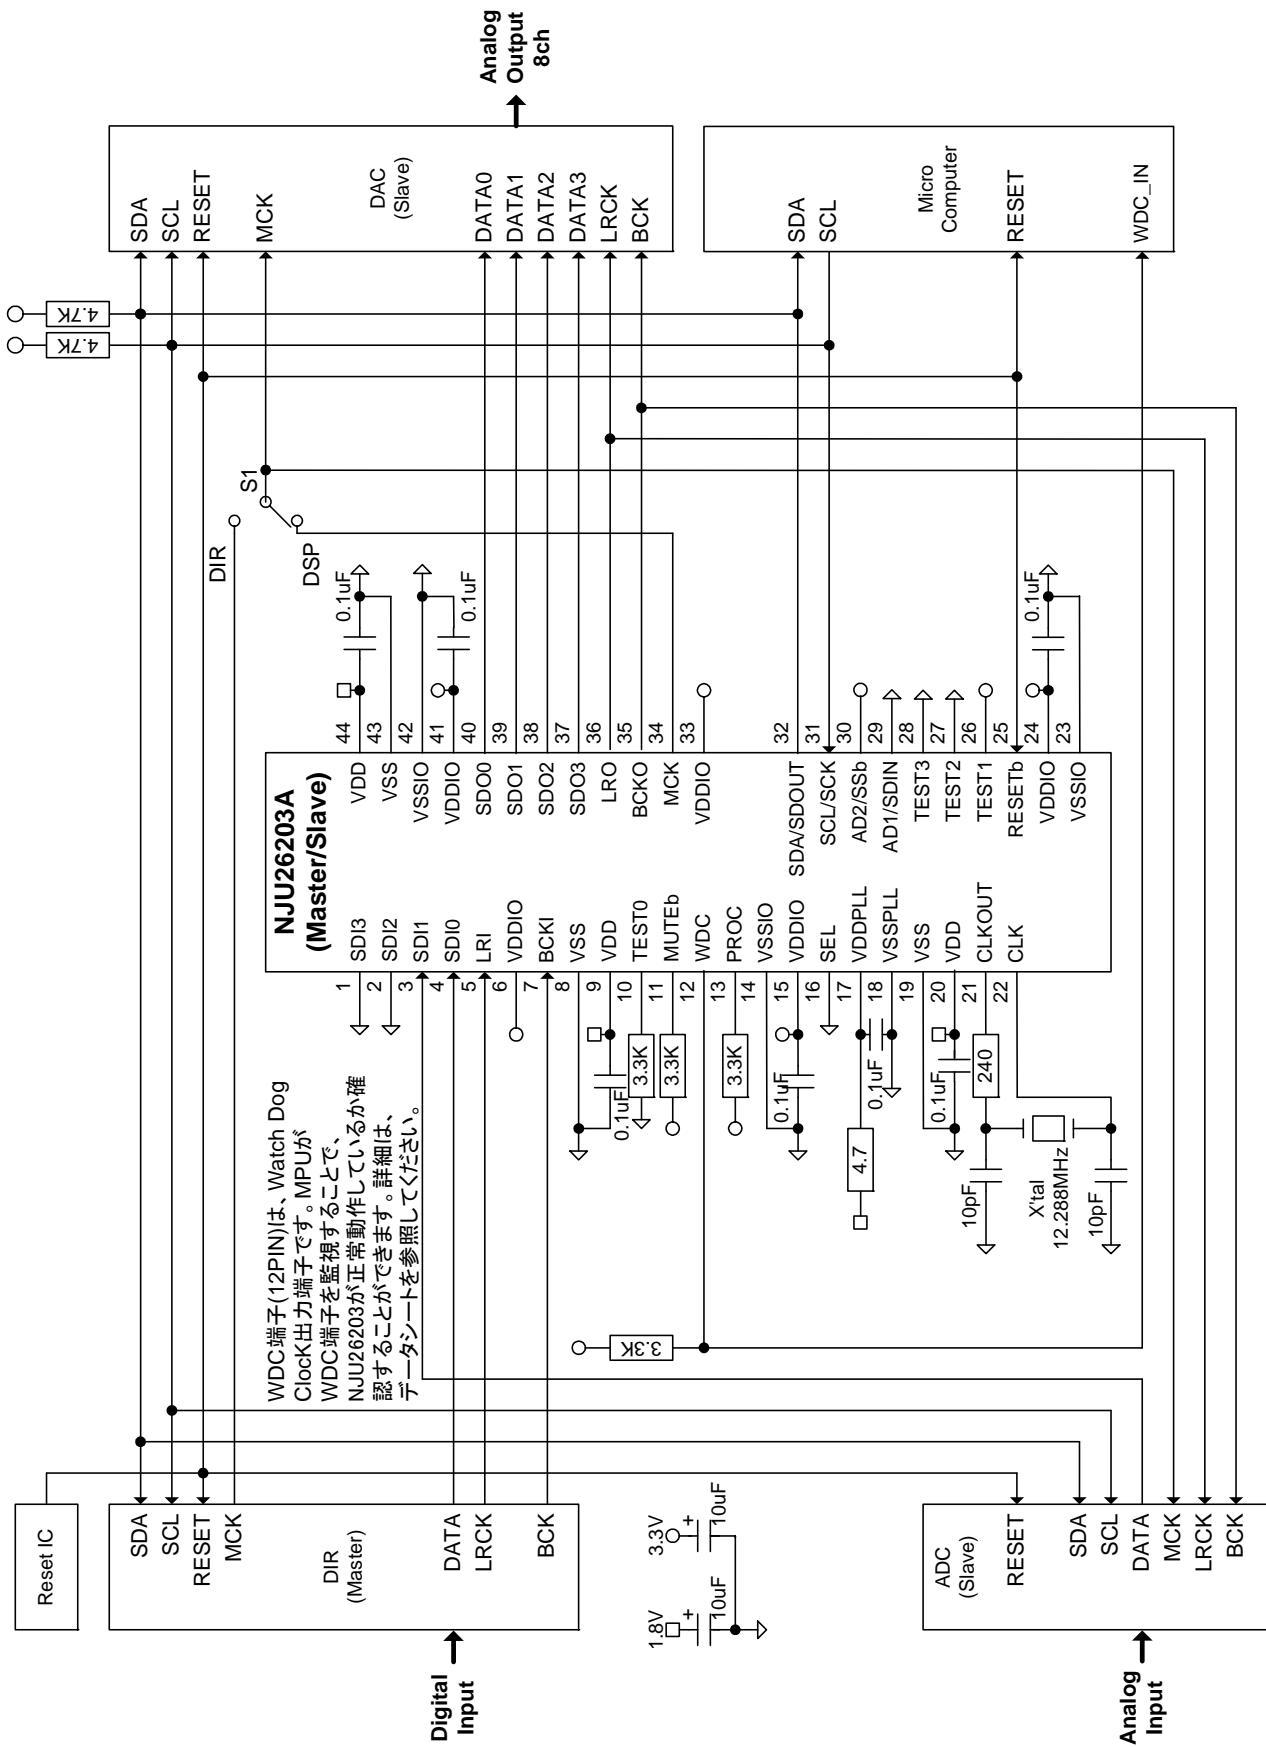 Reset IC
SDA
SCL
RESET
MCK
DIR
(Master)
DATA
LRCK
BCK
Digital
Input
1.8V
3.3V
+
+
10uF
10uF
ADC
(Slave)
RESET
SDA
SCL
DATA
MCK
LRCK
BCK
Analog
Input
WDC端子(12PIN)は、Watch Dog
ClocK出力端子です。MPUが
WDC端子を監視することで、
NJU26203が正常動作しているか確
認することができます。詳細は、
データシートを参照してください。
NJU26203A
(Master/Slave)
1 SDI3
2 SDI2
3 SDI1
4 SDI0
5 LRI
6 VDDIO
7 BCKI
8 VSS
9 VDD
10 TEST0
11 MUTEb
12 WDC
13 PROC
14 VSSIO
15 VDDIO
16 SEL
17 VDDPLL
18 VSSPLL
19 VSS
20 VDD
21 CLKOUT
22 CLK
VDD 44
VSS 43
VSSIO 42
VDDIO 41
SDO0 40
SDO1 39
SDO2 38
SDO3 37
LRO 36
BCKO 35
MCK 34
VDDIO 33
SDA/SDOUT 32
SCL/SCK 31
AD2/SSb 30
AD1/SDIN 29
TEST3 28
TEST2 27
TEST1 26
RESETb 25
VDDIO 24
VSSIO 23
0.1uF
3.3K
3.3K
3.3K
3.3K
0.1uF
0.1uF
4.7
0.1uF
240
10pF
X'tal
12.288MHz
10pF
0.1uF
0.1uF
0.1uF
DIR
DSP
S1
4.7K
4.7K
SDA
SCL
RESET
MCK
DAC
(Slave)
DATA0
DATA1
DATA2
DATA3
LRCK
BCK
Analog
Output
8ch
SDA
SCL
Micro
Computer
RESET
WDC_IN